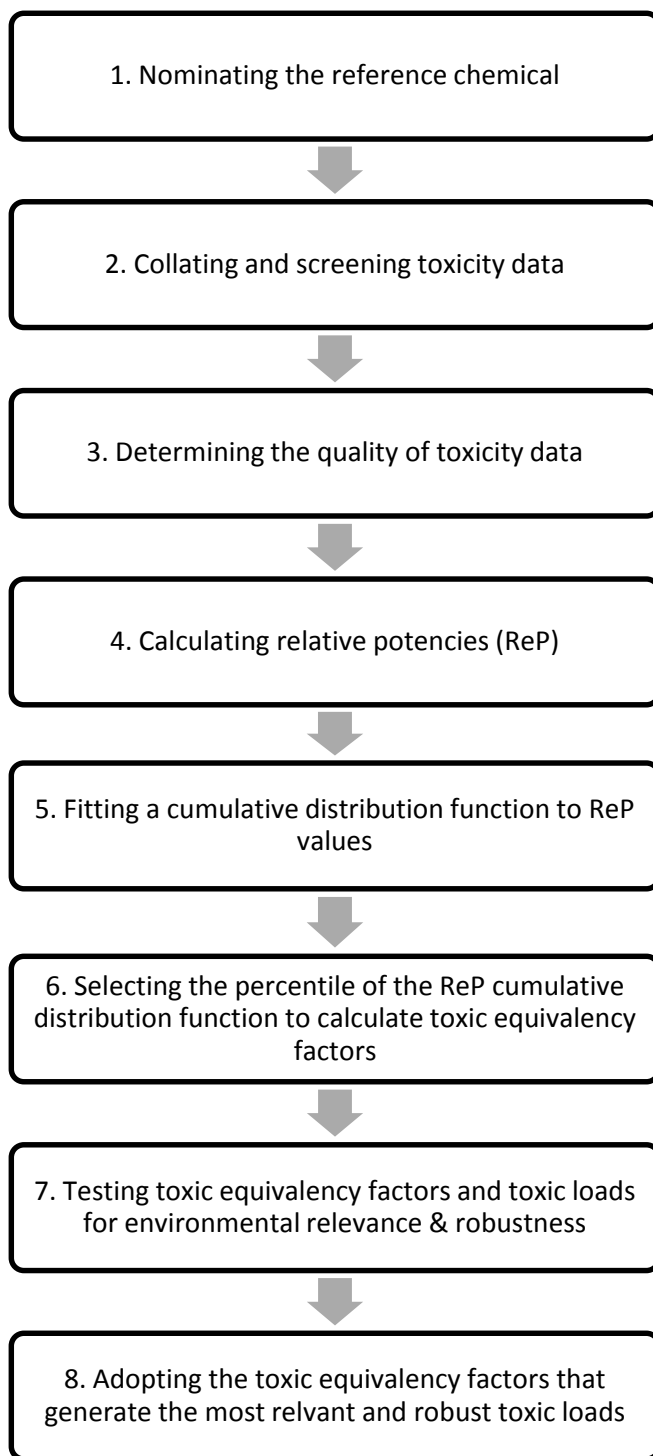 1. Nominating the reference chemical
2. Collating and screening toxicity data
3. Determining the quality of toxicity data
4. Calculating relative potencies (ReP)
5. Fitting a cumulative distribution function to ReP
values
6. Selecting the percentile of the ReP cumulative
distribution function to calculate toxic equivalency
factors
7. Testing toxic equivalency factors and toxic loads
for environmental relevance & robustness
8. Adopting the toxic equivalency factors that
generate the most relvant and robust toxic loads